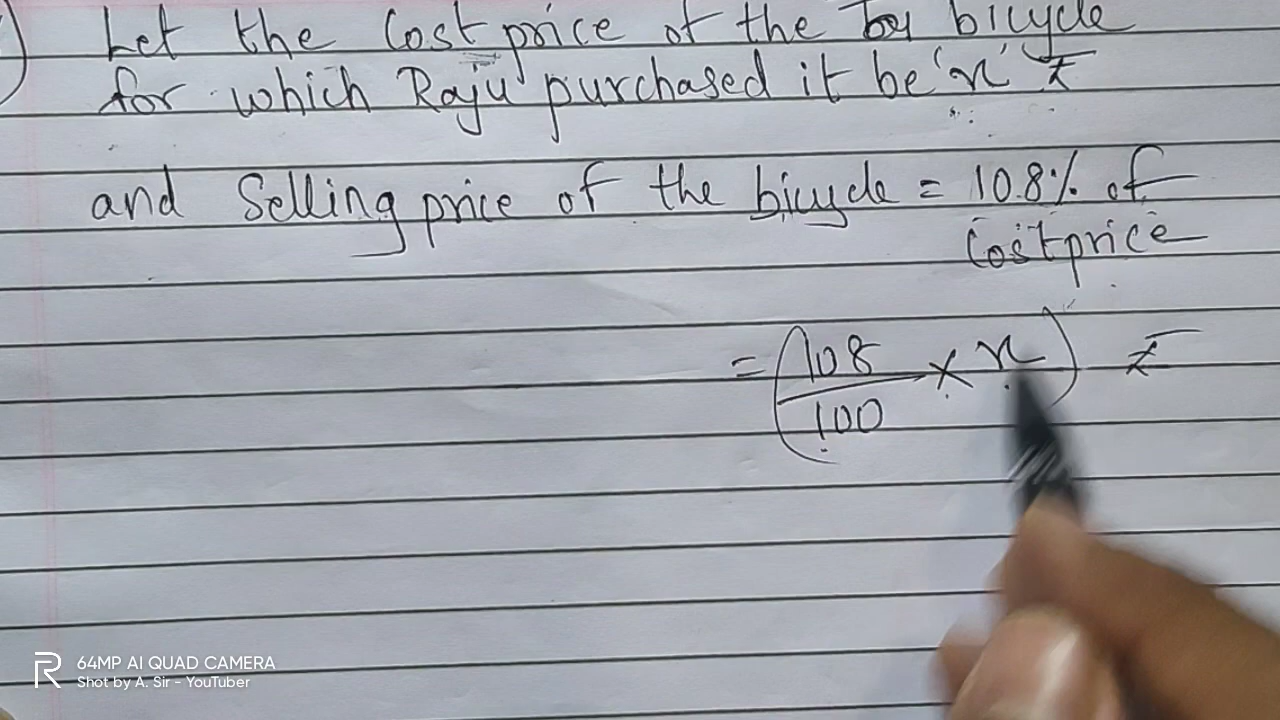 Let the Cost price of the by bicycle
for which Raju purchased it be 'x' ₹
and Selling price of the bicycle = 108% of
Cost price
= (108/100 × x) ₹
64MP AI QUAD CAMERA
Shot by A. Sir - YouTuber